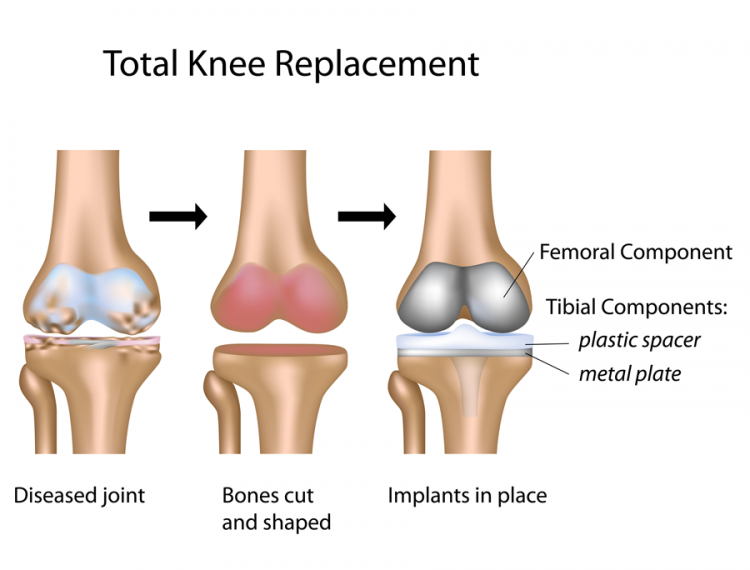 Total Knee Replacement
Femoral Component
Tibial Components:
plastic spacer
metal plate
Diseased joint
Bones cut
and shaped
Implants in place